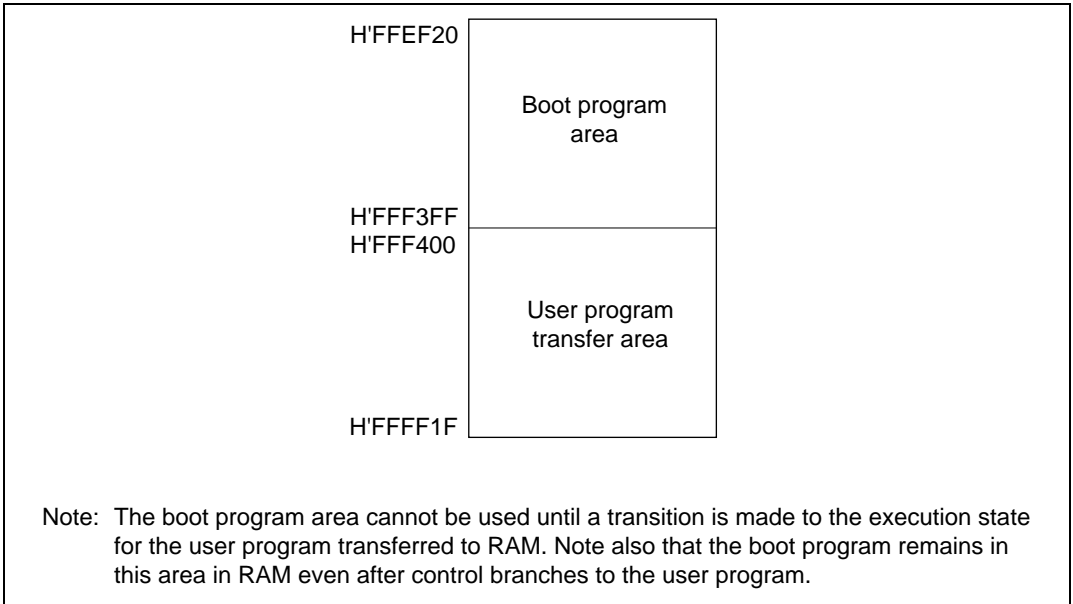 H'FFEF20
Boot program
area
H'FFF3FF
H'FFF400
User program
transfer area
H'FFFF1F
Note: The boot program area cannot be used until a transition is made to the execution state
for the user program transferred to RAM. Note also that the boot program remains in
this area in RAM even after control branches to the user program.